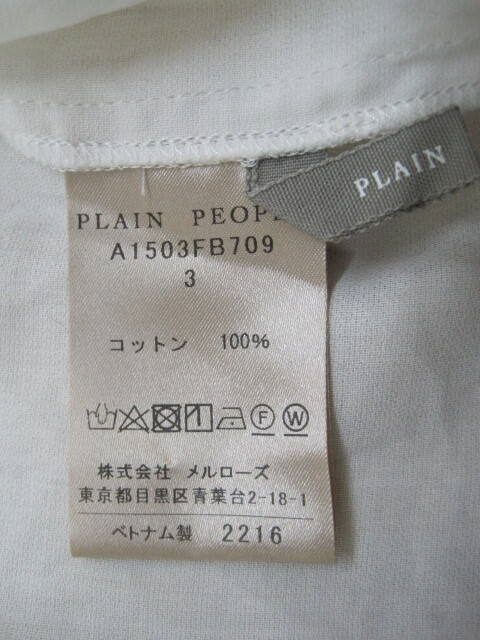 PLAIN
PLAIN PEOP
A1503FB709
3
コットン 100%
F W
株式会社 メルローズ
東京都目黒区青葉台2-18-1
ベトナム製 2216